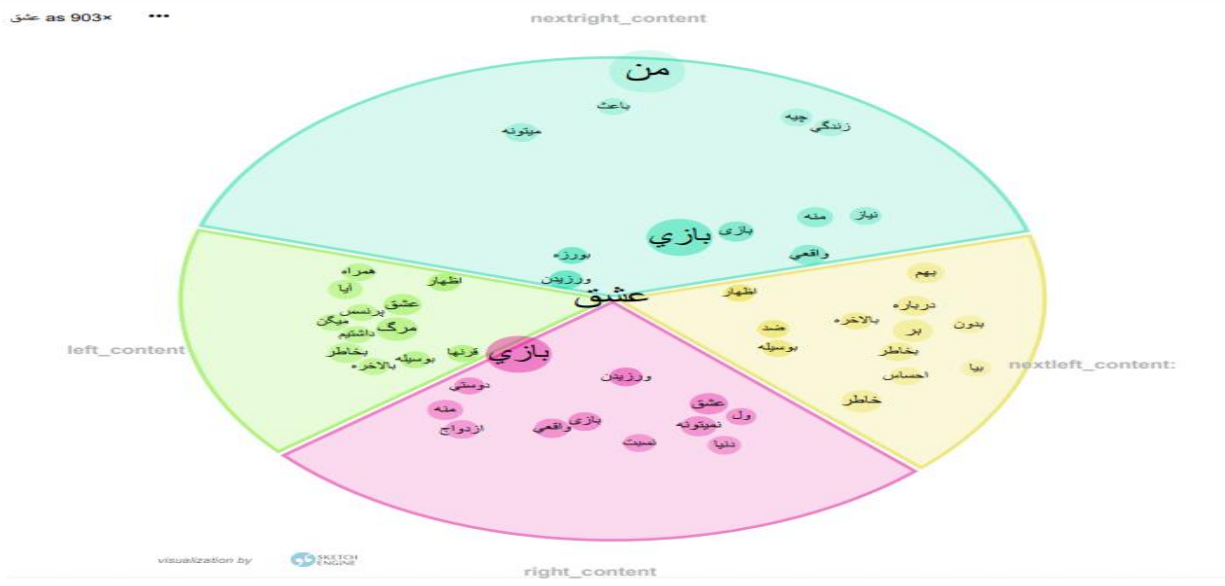 عشق as 903× •••
nextright_content
من
باعث
چیه
زندگي
میتونه
منه
نیاز
بازي
بازی
واقعي
بورزه
ورزیدن
عشق
همراه
اظهار
آیا
عشق
پرنسس
میگن
مرگ
داشتیم
بخاطر
قرنها
بوسیله
بالاخره
left_content
اظهار
بهم
درباره
بالاخره
بدون
ضد
بر
بوسیله
بخاطر
احساس
بیا
خاطر
nextleft_content:
بازي
ورزیدن
دوستي
عشق
منه
ول
بازی
نمیتونه
واقعي
ازدواج
نسبت
دنیا
visualization by SKETCH ENGINE
right_content